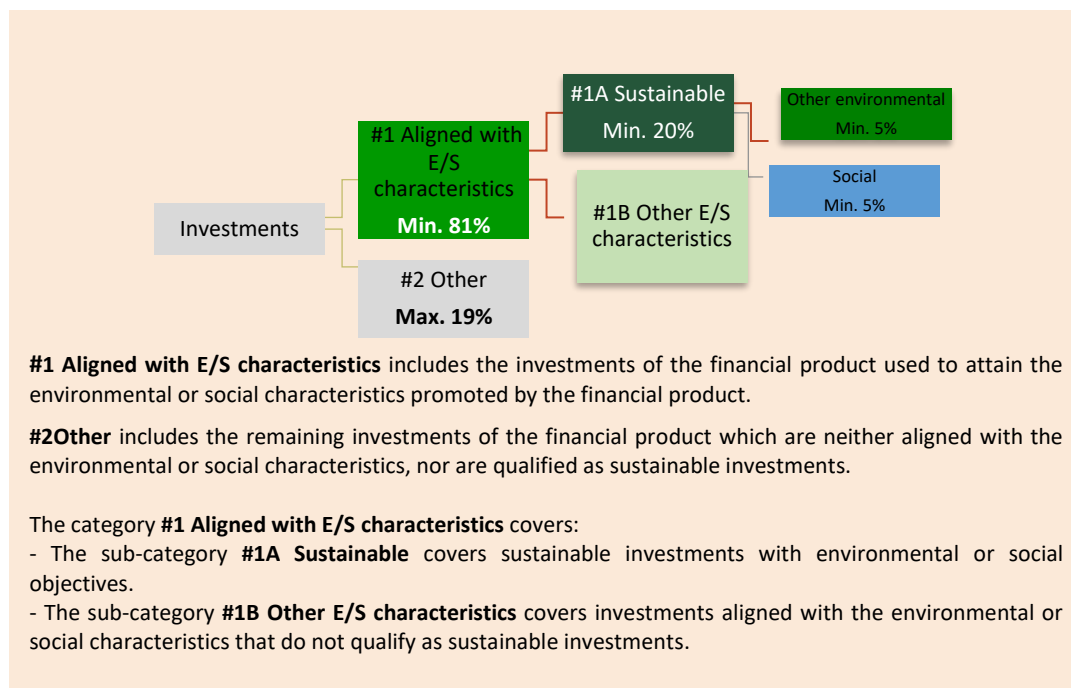 #1A Sustainable
Min. 20%
Other environmental
Min. 5%
#1 Aligned with
E/S
characteristics
Min. 81%
Social
Min. 5%
#1B Other E/S
characteristics
Investments
#2 Other
Max. 19%
#1 Aligned with E/S characteristics includes the investments of the financial product used to attain the
environmental or social characteristics promoted by the financial product.
#2Other includes the remaining investments of the financial product which are neither aligned with the
environmental or social characteristics, nor are qualified as sustainable investments.
The category #1 Aligned with E/S characteristics covers:
- The sub-category #1A Sustainable covers sustainable investments with environmental or social
objectives.
- The sub-category #1B Other E/S characteristics covers investments aligned with the environmental or
social characteristics that do not qualify as sustainable investments.